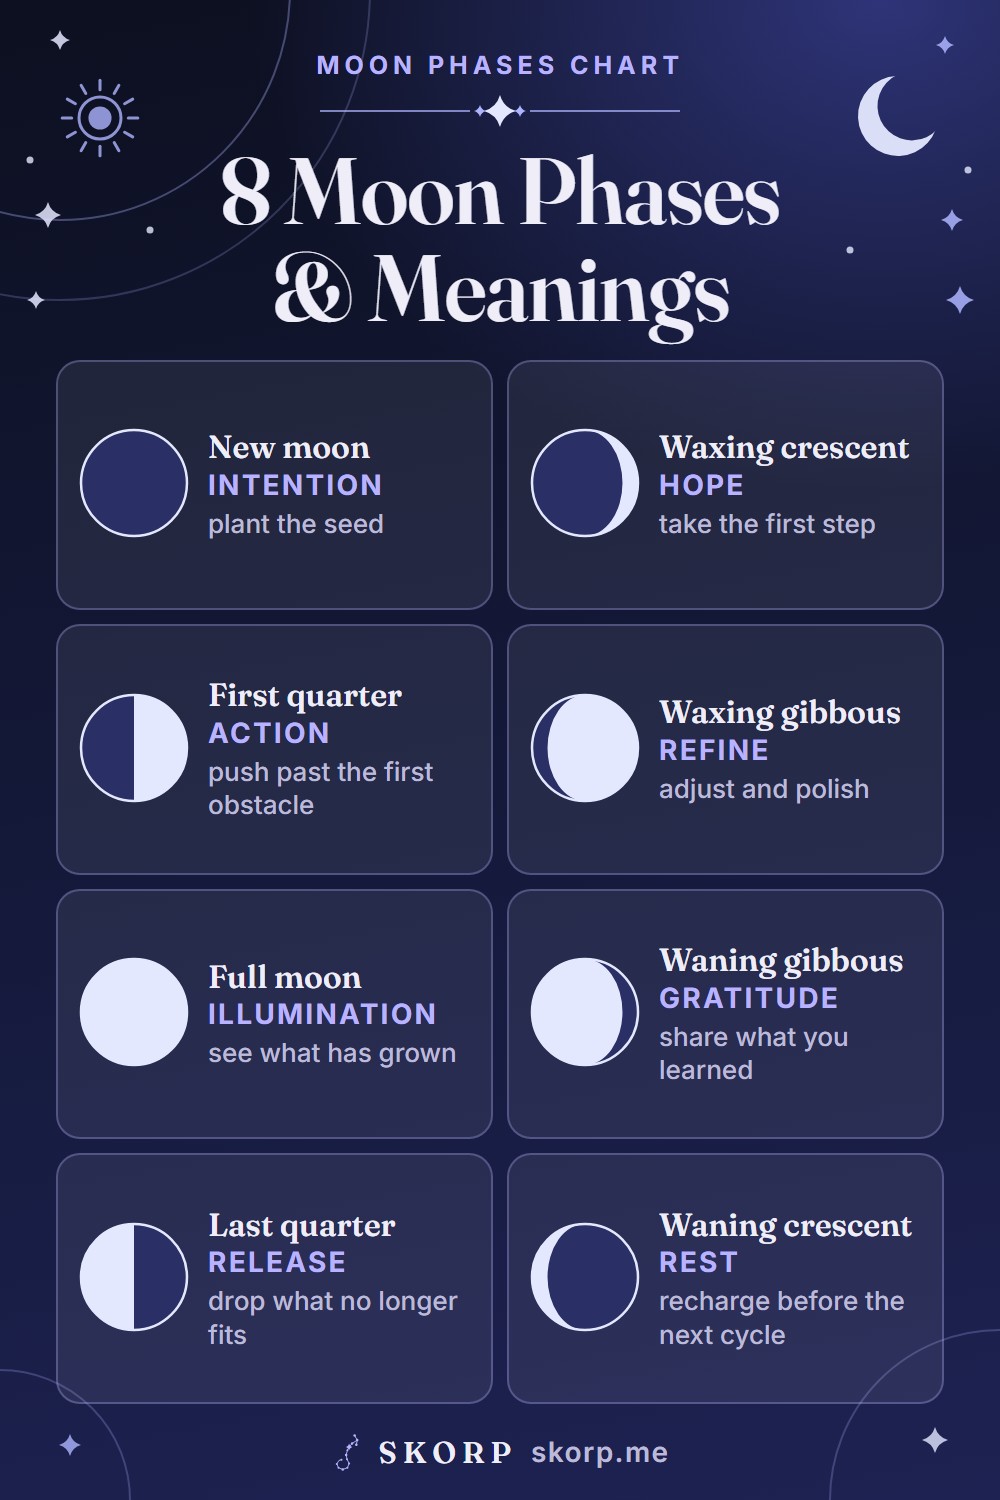 MOON PHASES CHART
8 Moon Phases
& Meanings
New moon
INTENTION
plant the seed
Waxing crescent
HOPE
take the first step
First quarter
ACTION
push past the first
obstacle
Waxing gibbous
REFINE
adjust and polish
Full moon
ILLUMINATION
see what has grown
Waning gibbous
GRATITUDE
share what you
learned
Last quarter
RELEASE
drop what no longer
fits
Waning crescent
REST
recharge before the
next cycle
SKORP skorp.me